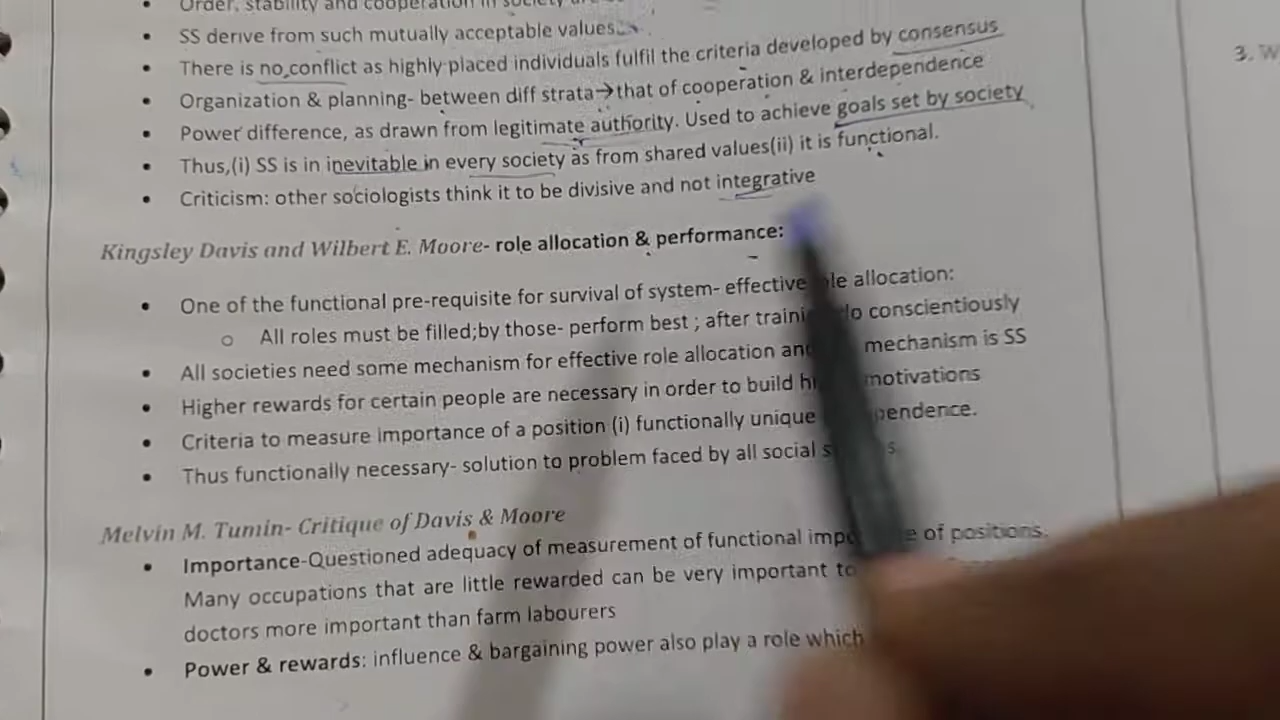 Order, stability and cooperation in society are
SS derive from such mutually acceptable values.
There is no conflict as highly placed individuals fulfil the criteria developed by consensus
Organization & planning- between diff strata→that of cooperation & interdependence
Power difference, as drawn from legitimate authority. Used to achieve goals set by society
Thus,(i) SS is in inevitable in every society as from shared values(ii) it is functional.
Criticism: other sociologists think it to be divisive and not integrative
Kingsley Davis and Wilbert E. Moore- role allocation & performance:
One of the functional pre-requisite for survival of system- effective allocation:
All roles must be filled;by those- perform best ; after conscientiously
All societies need some mechanism for effective role allocation mechanism is SS
Higher rewards for certain people are necessary in order to build motivations
Criteria to measure importance of a position (i) functionally unique
Thus functionally necessary- solution to problem faced by all social
Melvin M. Tumin- Critique of Davis & Moore
Importance-Questioned adequacy of measurement of functional of positions.
Many occupations that are little rewarded can be very important to
doctors more important than farm labourers
Power & rewards: influence & bargaining power also play a role which
3.